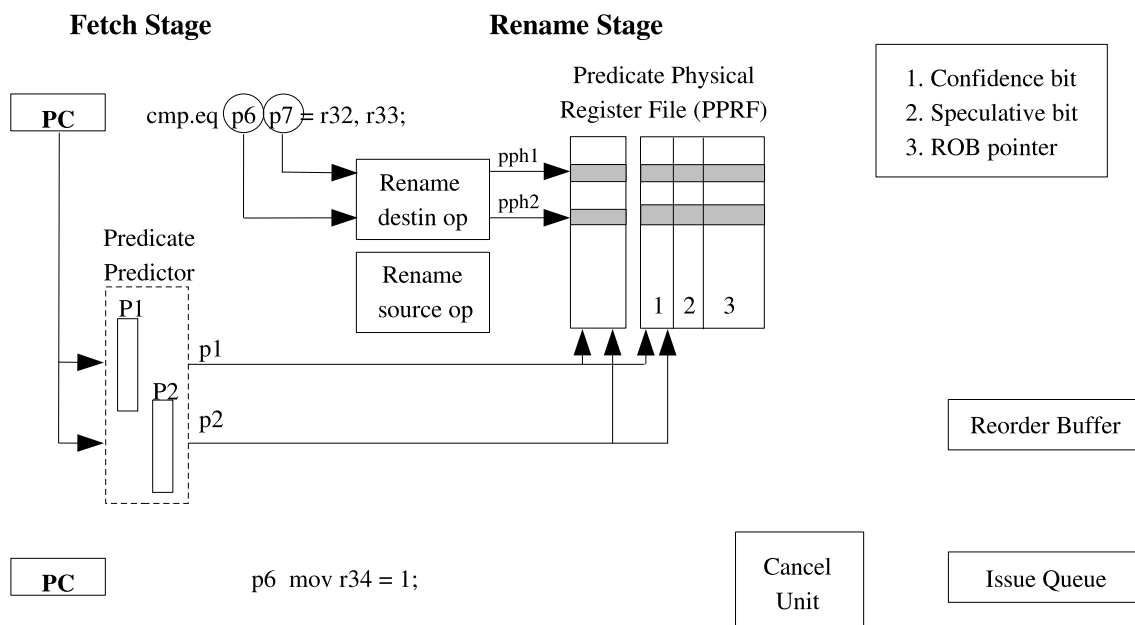 Fetch Stage
Rename Stage
Predicate Physical
Register File (PPRF)
1. Confidence bit
2. Speculative bit
3. ROB pointer
PC
cmp.eq p6 p7 = r32, r33;
pph1
Rename
destin op
pph2
Predicate
Predictor
Rename
source op
P1
1 2 3
p1
P2
p2
Reorder Buffer
PC
p6 mov r34 = 1;
Cancel
Unit
Issue Queue